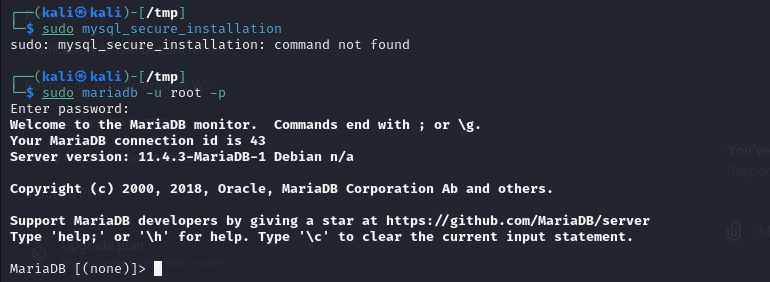 ┌──(kali㉿kali)-[/tmp]
└─$ sudo mysql_secure_installation
sudo: mysql_secure_installation: command not found
┌──(kali㉿kali)-[/tmp]
└─$ sudo mariadb -u root -p
Enter password:
Welcome to the MariaDB monitor.  Commands end with ; or \g.
Your MariaDB connection id is 43
Server version: 11.4.3-MariaDB-1 Debian n/a
Copyright (c) 2000, 2018, Oracle, MariaDB Corporation Ab and others.
Support MariaDB developers by giving a star at https://github.com/MariaDB/server
Type 'help;' or '\h' for help. Type '\c' to clear the current input statement.
MariaDB [(none)]>